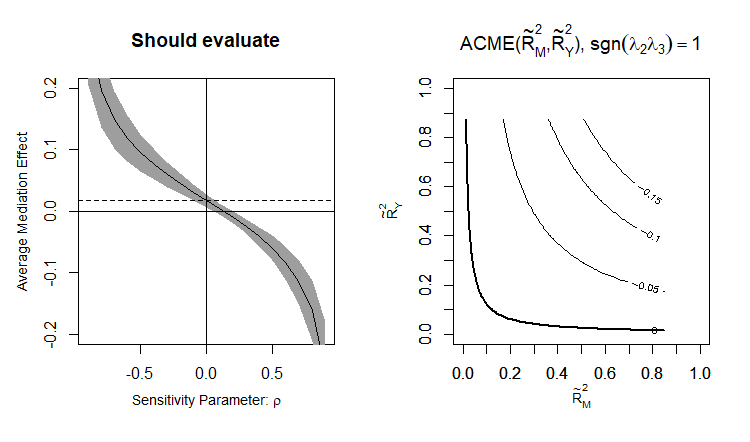 Should evaluate
Average Mediation Effect
0.2
0.1
0.0
-0.1
-0.2
-0.5 0.0 0.5
Sensitivity Parameter: ρ
ACME(R̃²M,R̃²Y), sgn(λ₂λ₃) = 1
R̃²Y
1.0
0.8
0.6
0.4
0.2
0.0
-0.15
-0.1
-0.05
0
0.0 0.2 0.4 0.6 0.8 1.0
R̃²M